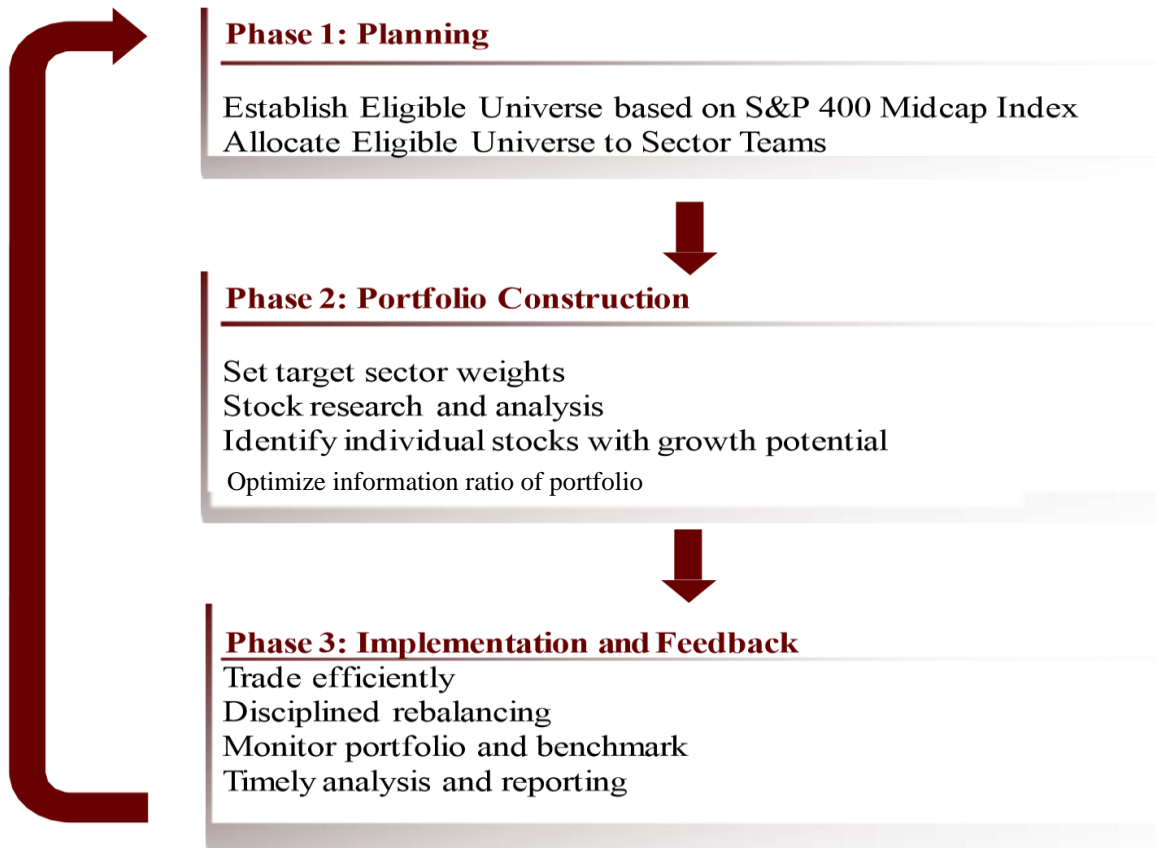 Phase 1: Planning
Establish Eligible Universe based on S&P 400 Midcap Index
Allocate Eligible Universe to Sector Teams
Phase 2: Portfolio Construction
Set target sector weights
Stock research and analysis
Identify individual stocks with growth potential
Optimize information ratio of portfolio
Phase 3: Implementation and Feedback
Trade efficiently
Disciplined rebalancing
Monitor portfolio and benchmark
Timely analysis and reporting